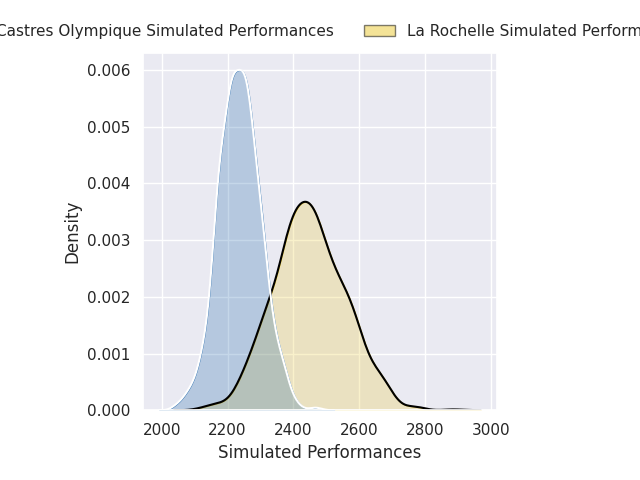 Castres Olympique Simulated Performances La Rochelle Simulated Perform
0.006
0.005
0.004
0.003
0.002
0.001
0.000
Density
2000 2200 2400 2600 2800 3000
Simulated Performances